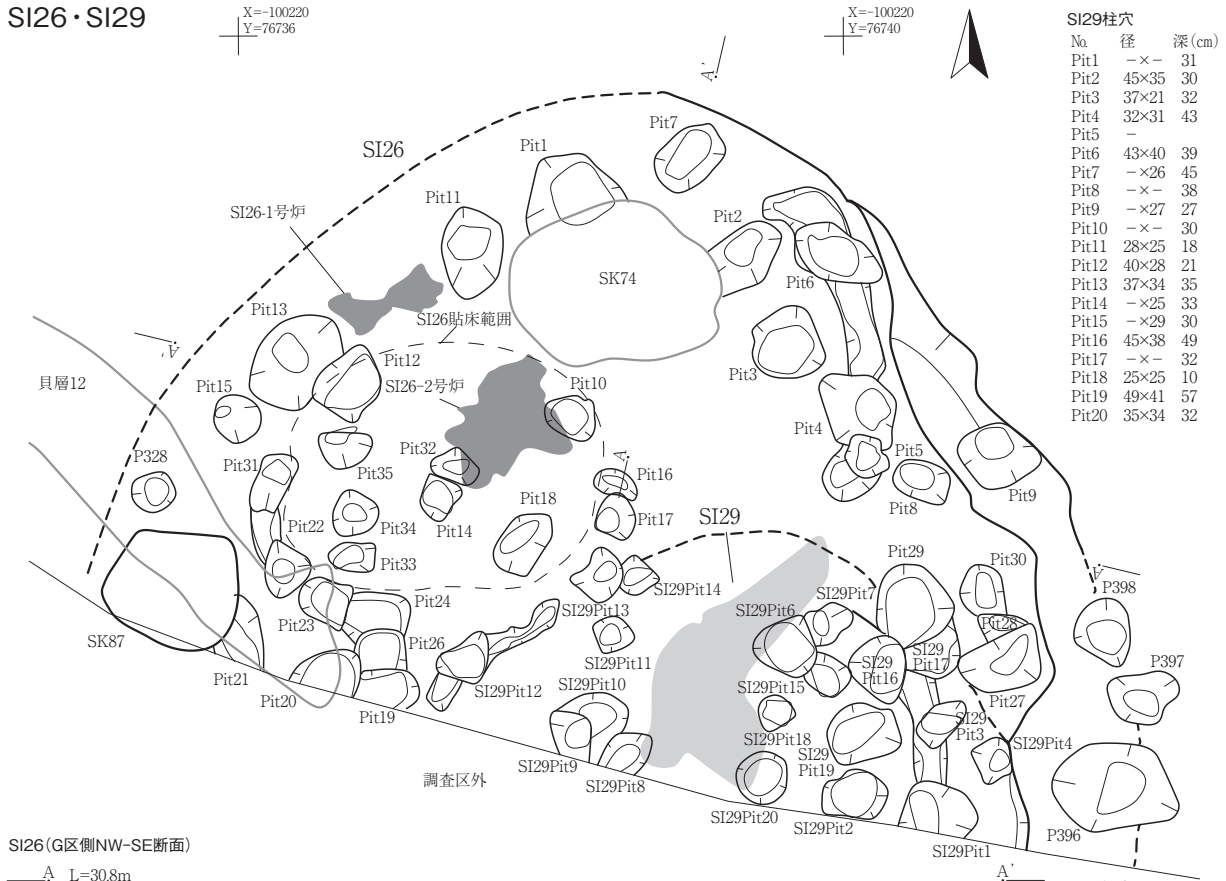 SI26・SI29
X=-100220
Y=76736
X=-100220
Y=76740
SI29柱穴
No. 径 深(cm)
Pit1 −×− 31
Pit2 45×35 30
Pit3 37×21 32
Pit4 32×31 43
Pit5 −
Pit6 43×40 39
Pit7 −×26 45
Pit8 −×− 38
Pit9 −×27 27
Pit10 −×− 30
Pit11 28×25 18
Pit12 40×28 21
Pit13 37×34 35
Pit14 −×25 33
Pit15 −×29 30
Pit16 45×38 49
Pit17 −×− 32
Pit18 25×25 10
Pit19 49×41 57
Pit20 35×34 32
A'
Pit7
SI26
Pit1
Pit11
SI26-1号炉
Pit2
SK74
Pit6
Pit13
SI26貼床範囲
A'
Pit12
Pit3
貝層12
SI26-2号炉
Pit10
Pit15
Pit4
P328
Pit32
A
Pit5
Pit31
Pit35
Pit16
Pit9
Pit18
Pit8
Pit22
Pit34
Pit14
Pit17
SI29
Pit33
Pit29
Pit30
A
P398
SI29Pit14
SI29Pit7
Pit24
SI29Pit13
SI29Pit6
Pit23
Pit28
SK87
Pit26
SI29Pit11
SI29
Pit16
SI29
Pit17
P397
Pit21
SI29Pit12
SI29Pit10
SI29Pit15
Pit27
Pit20
Pit19
SI29Pit18
SI29
Pit3
SI29Pit4
SI29Pit9
SI29
Pit19
調査区外
SI29Pit8
SI29Pit20
SI29Pit2
P396
SI29Pit1
SI26(G区側NW-SE断面)
A L=30.8m
A'